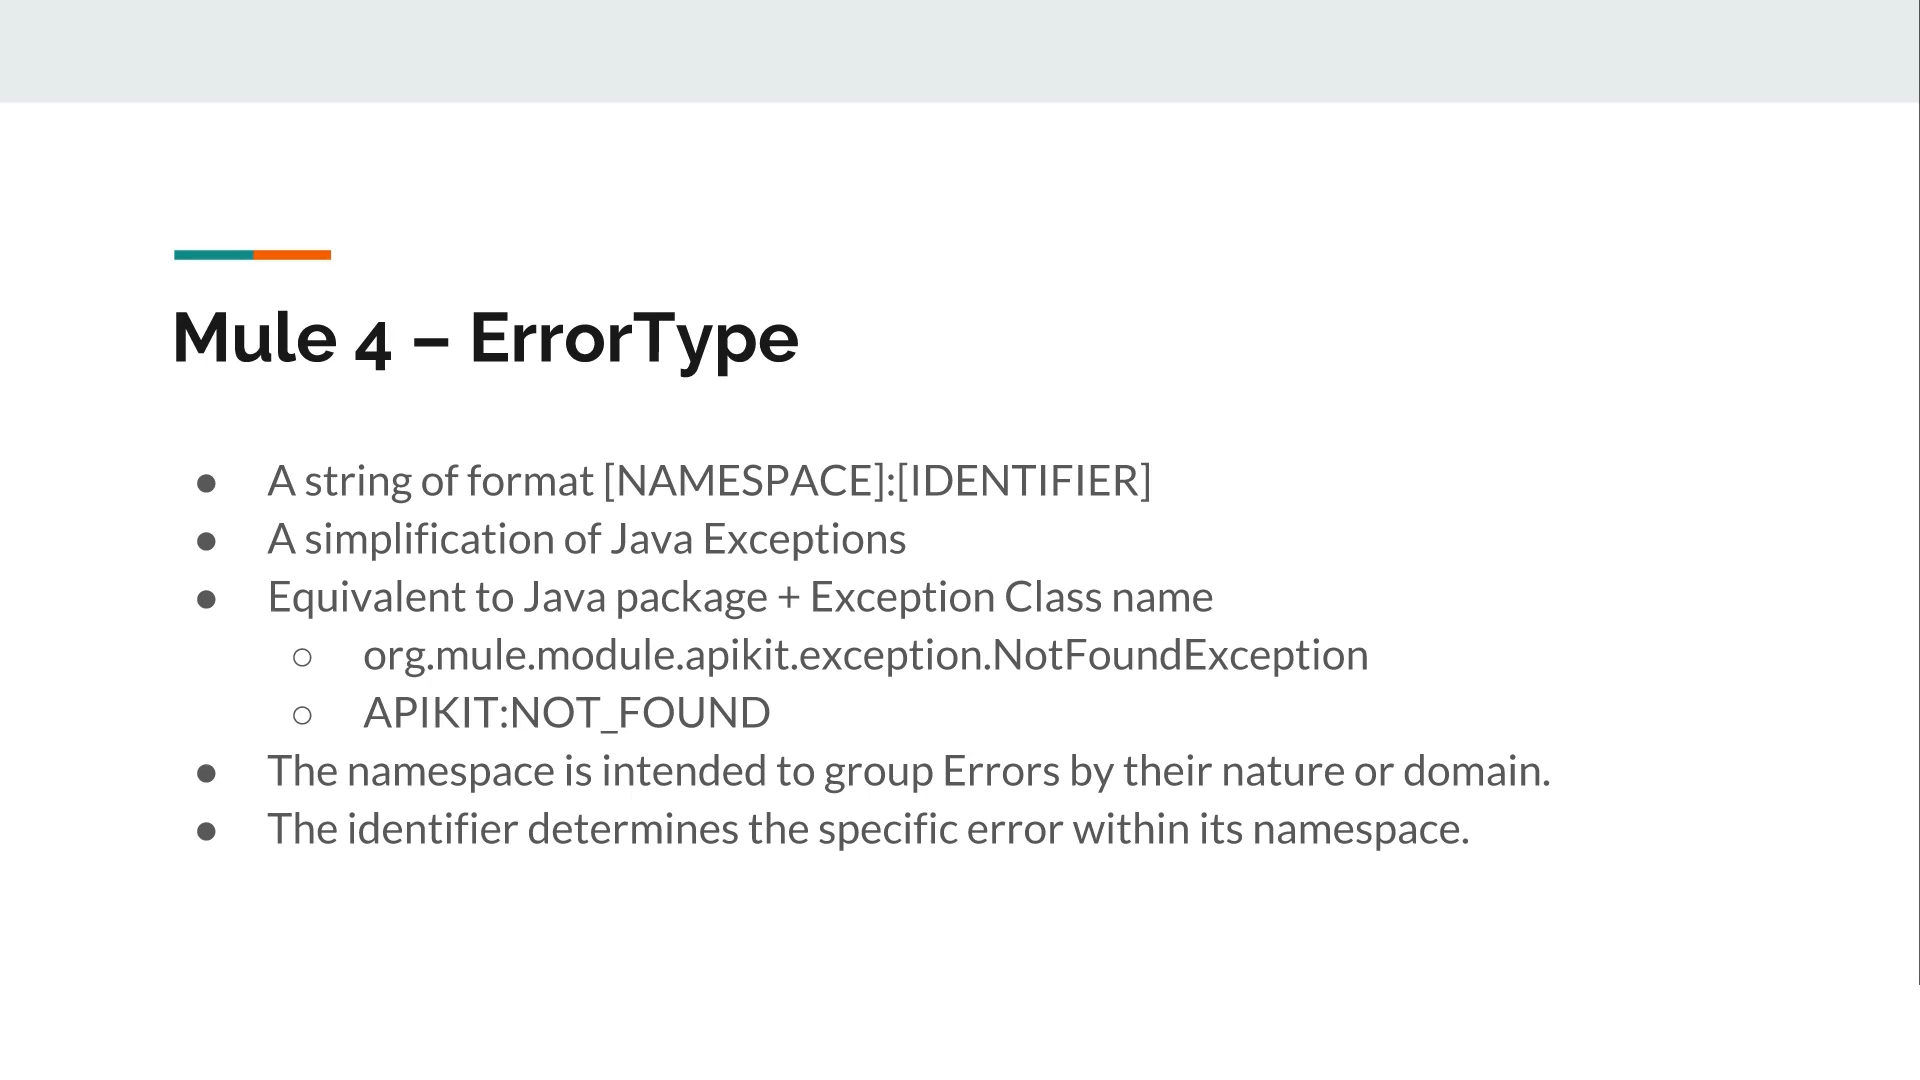 Mule 4 – ErrorType
● A string of format [NAMESPACE]:[IDENTIFIER]
● A simplification of Java Exceptions
● Equivalent to Java package + Exception Class name
○ org.mule.module.apikit.exception.NotFoundException
○ APIKIT:NOT_FOUND
● The namespace is intended to group Errors by their nature or domain.
● The identifier determines the specific error within its namespace.